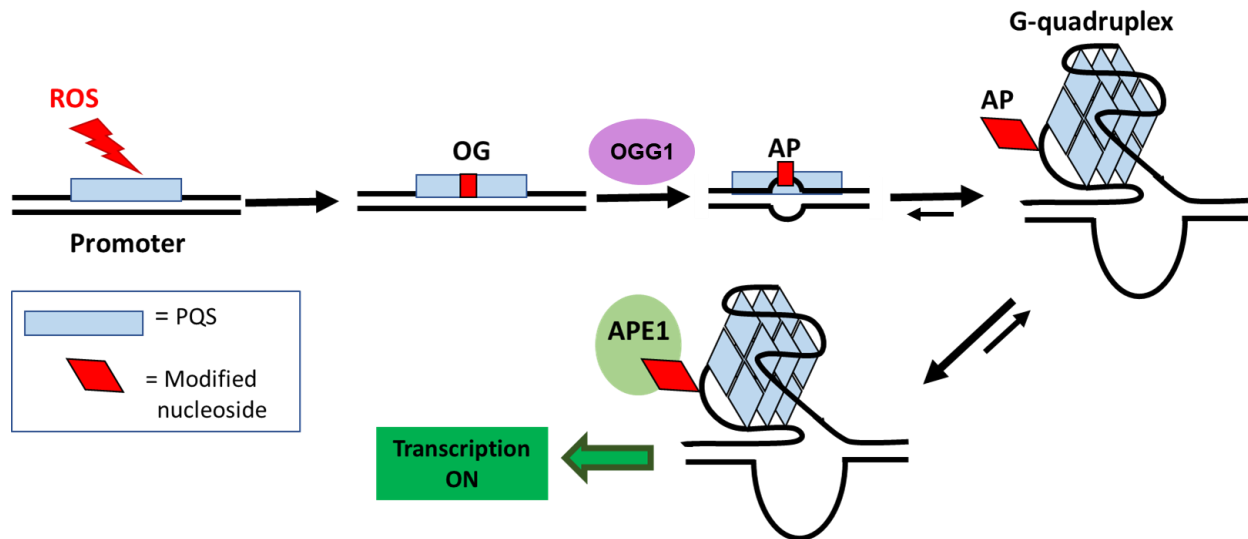 G-quadruplex
ROS
AP
OG
OGG1
AP
Promoter
= PQS
= Modified
nucleoside
APE1
Transcription
ON